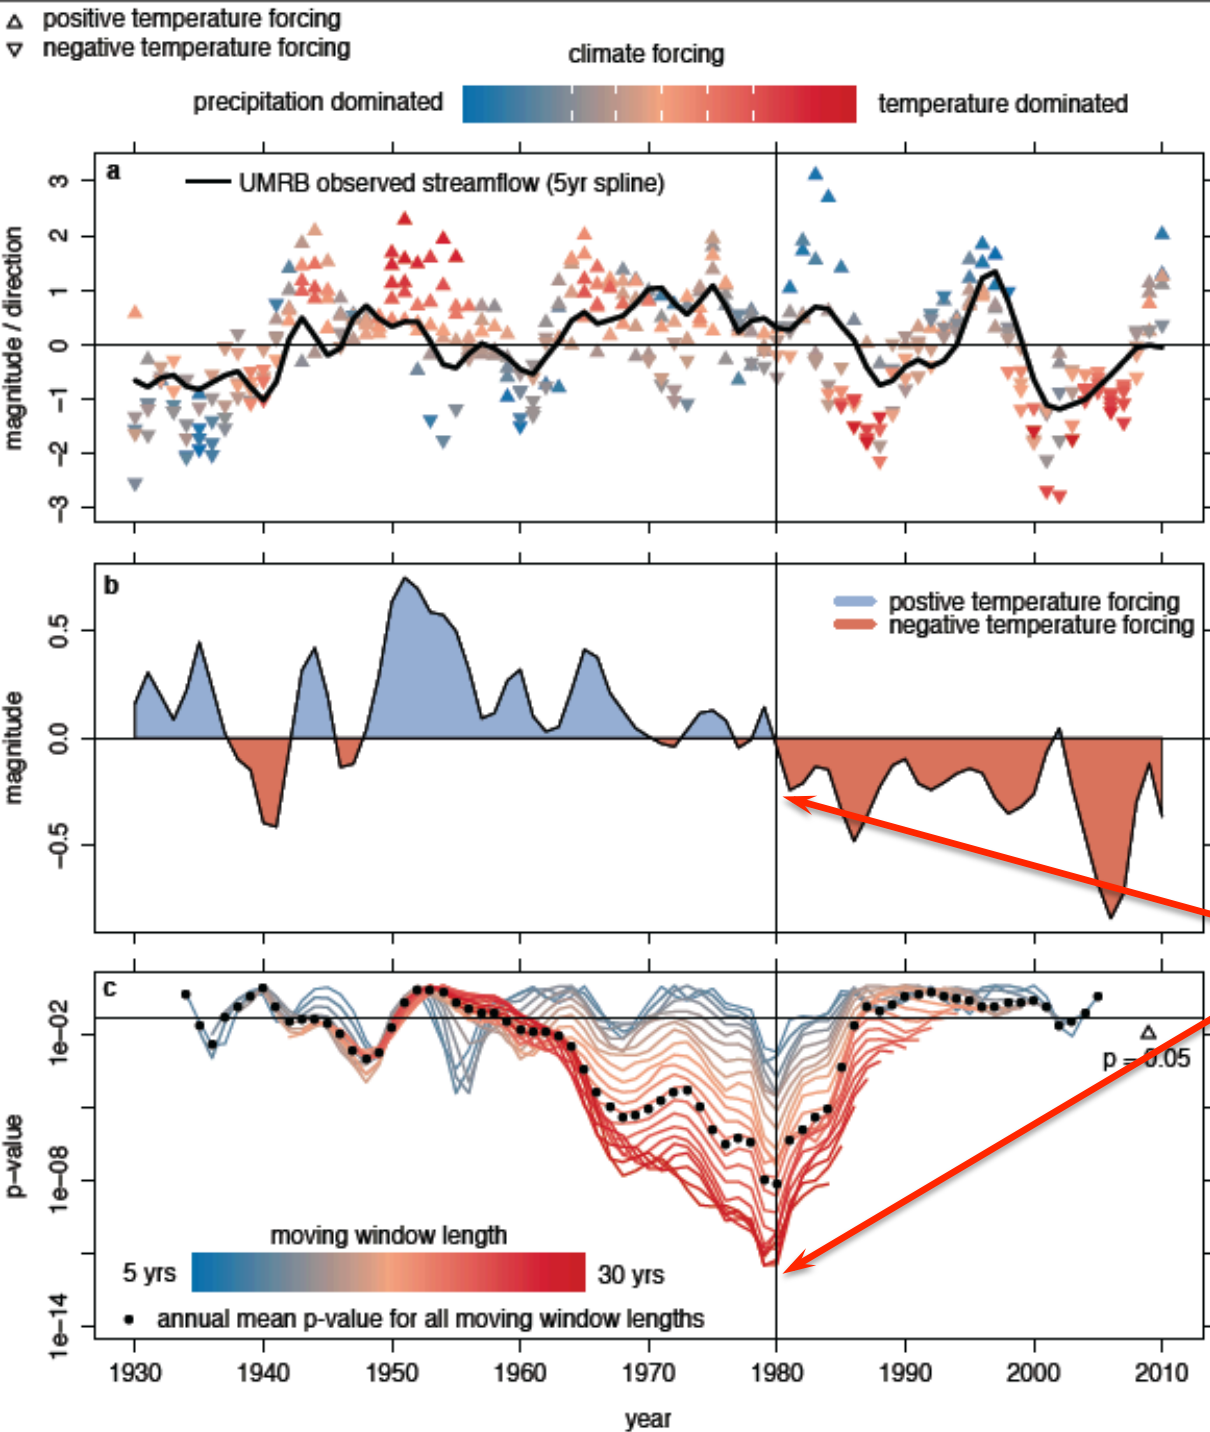 positive temperature forcing
negative temperature forcing
climate forcing
precipitation dominated
temperature dominated
a
UMRB observed streamflow (5yr spline)
3
2
1
0
−1
−2
−3
magnitude / direction
b
postive temperature forcing
negative temperature forcing
0.5
0.0
−0.5
magnitude
c
1e−02
1e−08
1e−14
p−value
p = 0.05
moving window length
5 yrs
30 yrs
annual mean p-value for all moving window lengths
1930 1940 1950 1960 1970 1980 1990 2000 2010
year